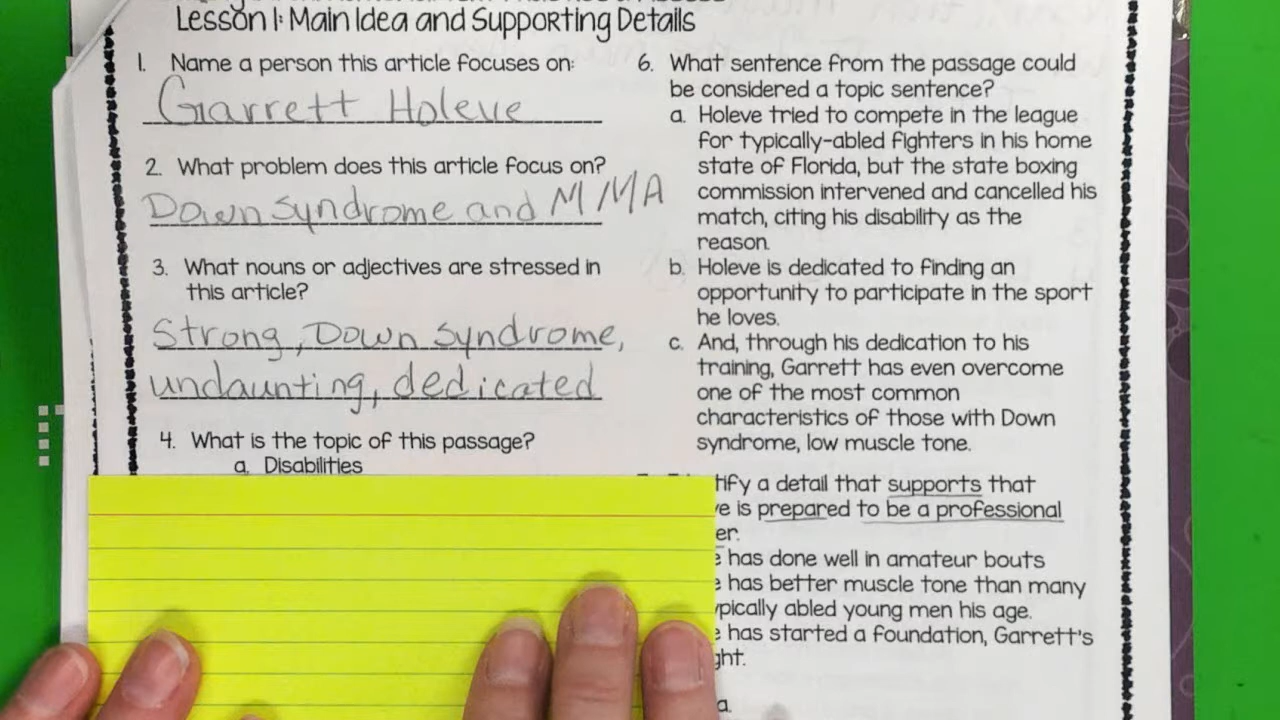 Lesson 1: Main Idea and Supporting Details
1. Name a person this article focuses on:
Garrett Holeve
2. What problem does this article focus on?
Down syndrome and MMA
3. What nouns or adjectives are stressed in
this article?
Strong, Down syndrome,
undaunting, dedicated
4. What is the topic of this passage?
a. Disabilities
6. What sentence from the passage could
be considered a topic sentence?
a. Holeve tried to compete in the league
for typically-abled fighters in his home
state of Florida, but the state boxing
commission intervened and cancelled his
match, citing his disability as the
reason.
b. Holeve is dedicated to finding an
opportunity to participate in the sport
he loves.
c. And, through his dedication to his
training, Garrett has even overcome
one of the most common
characteristics of those with Down
syndrome, low muscle tone.
a detail that supports that
is prepared to be a professional
has done well in amateur bouts
has better muscle tone than many
abled young men his age.
has started a foundation, Garrett's
a.